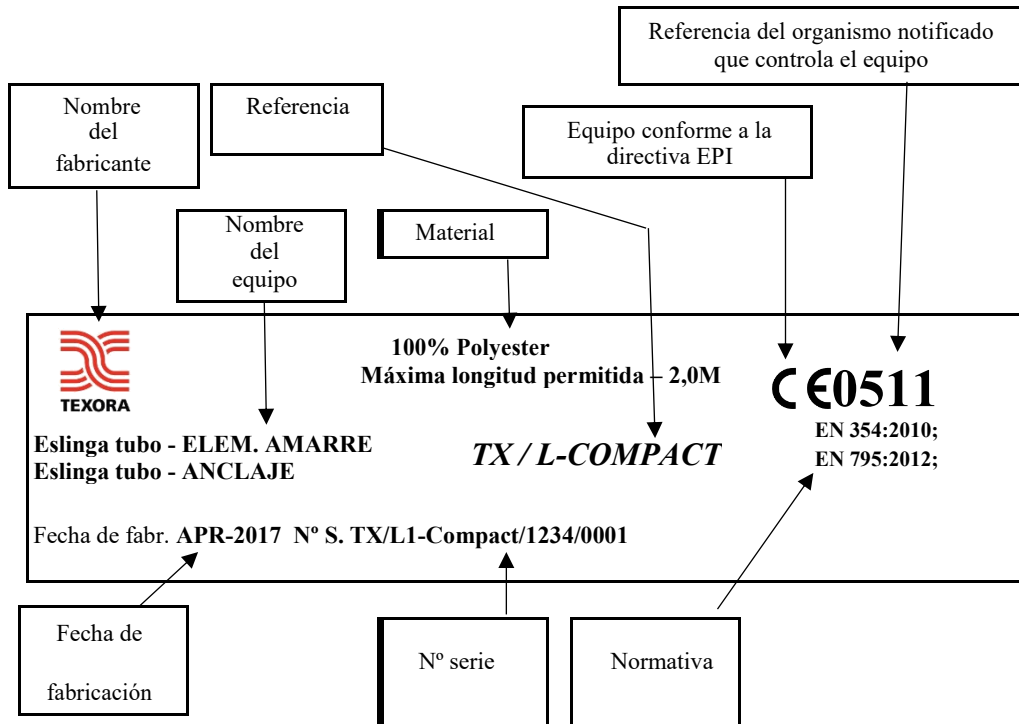 Referencia del organismo notificado
que controla el equipo
Nombre
del
fabricante
Referencia
Equipo conforme a la
directiva EPI
Nombre
del
equipo
Material
TEXORA
100% Polyester
Máxima longitud permitida – 2,0M
CE0511
EN 354:2010;
EN 795:2012;
Eslinga tubo - ELEM. AMARRE
Eslinga tubo - ANCLAJE
TX / L-COMPACT
Fecha de fabr. APR-2017 Nº S. TX/L1-Compact/1234/0001
Fecha de
fabricación
Nº serie
Normativa